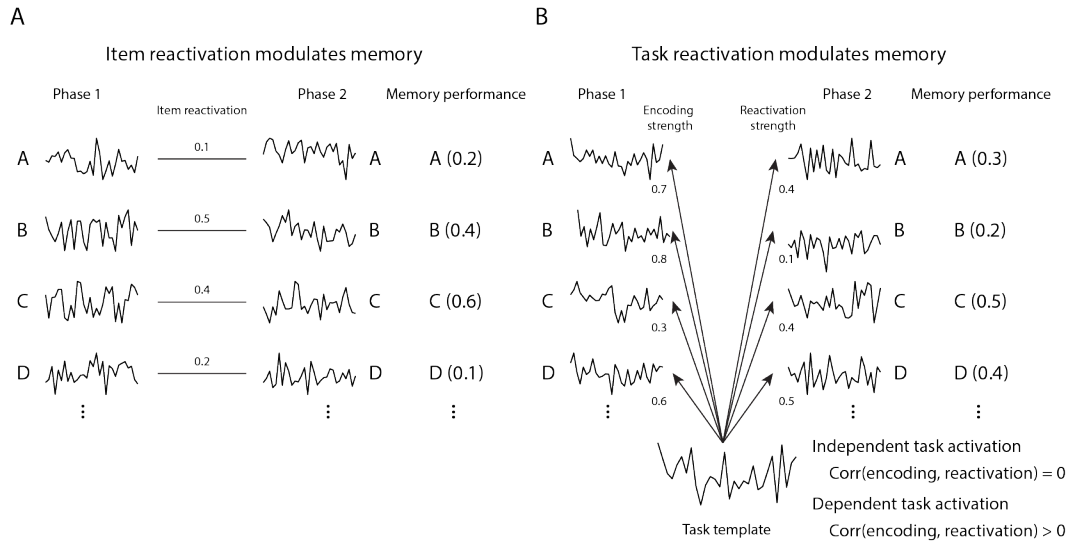 A
Item reactivation modulates memory
Phase 1
Phase 2
Memory performance
Item reactivation
A
0.1
A
A (0.2)
B
0.5
B
B (0.4)
C
0.4
C
C (0.6)
D
0.2
D
D (0.1)
⋮ ⋮ ⋮
B
Task reactivation modulates memory
Phase 1
Phase 2
Memory performance
Encoding
strength
Reactivation
strength
A
0.7
0.4
A
A (0.3)
B
0.8
0.1
B
B (0.2)
C
0.3
0.4
C
C (0.5)
D
0.6
0.5
D
D (0.4)
⋮ ⋮ ⋮
Task template
Independent task activation
Corr(encoding, reactivation) = 0
Dependent task activation
Corr(encoding, reactivation) > 0